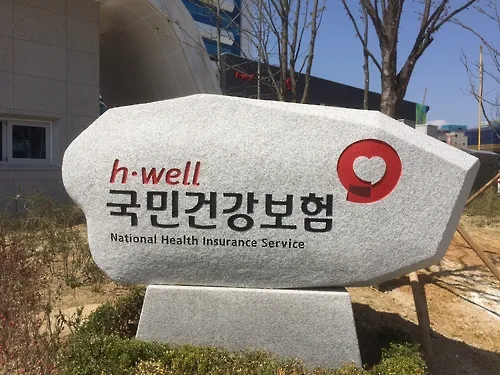 h·well
국민건강보험
National Health Insurance Service